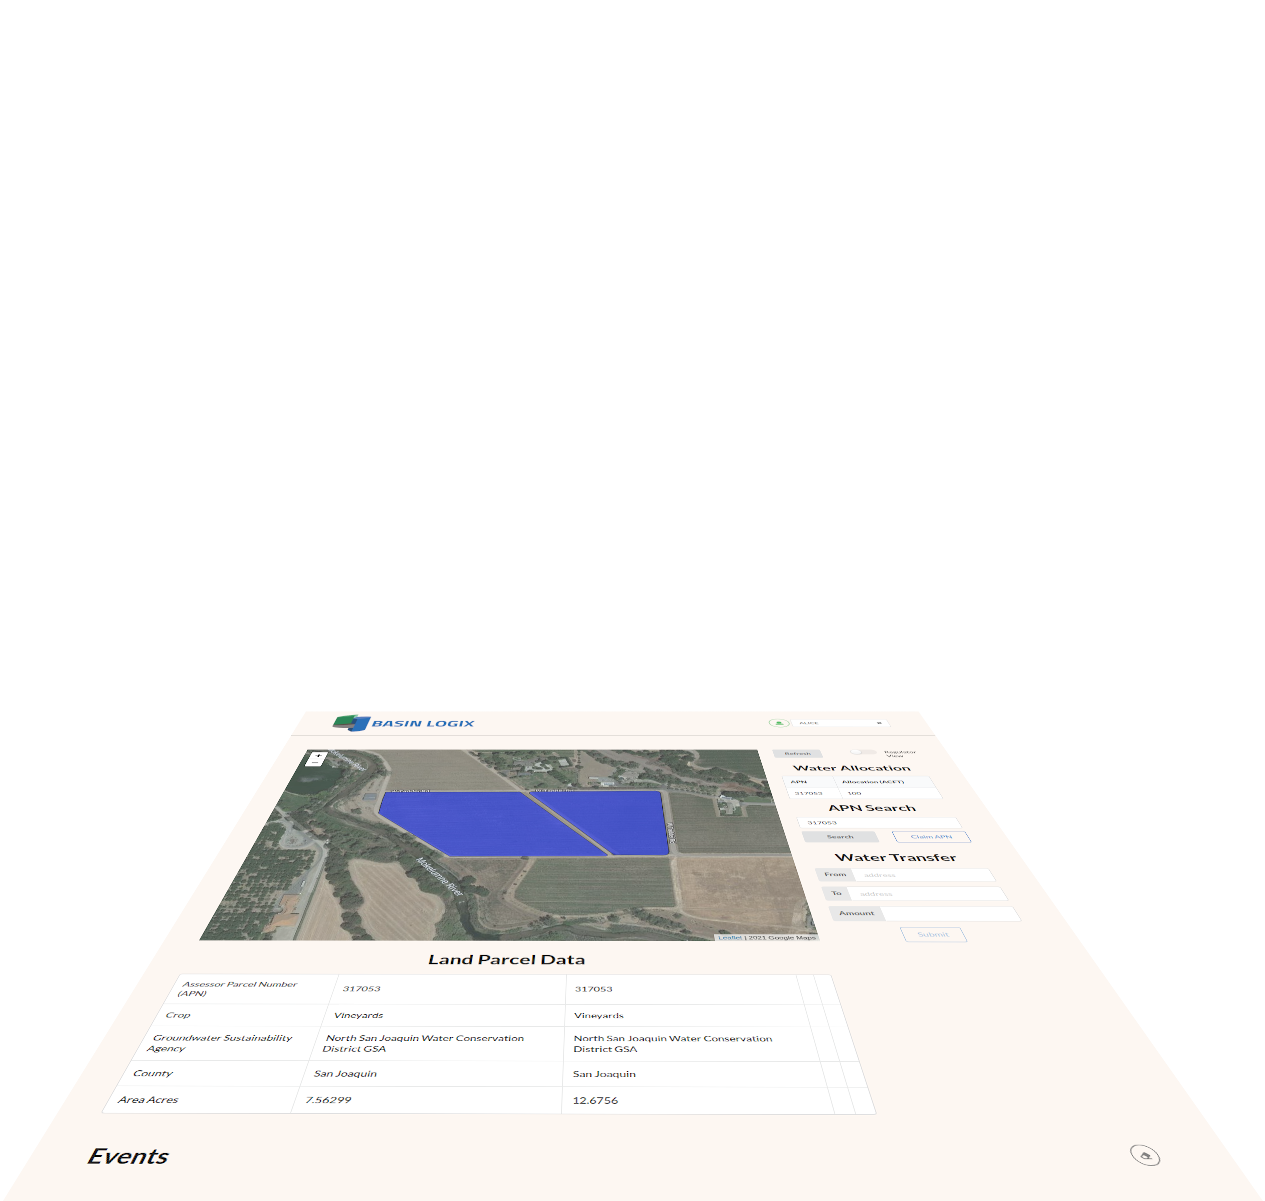 BASIN LOGIX
ALICE
Refresh
Regulator
View
Water Allocation
APN Allocation (ACFT)
317053 100
APN Search
317053
Search Claim APN
Water Transfer
From address
To address
Amount
Submit
+
−
Mokelumne River
Leaflet | 2021 Google Maps
Land Parcel Data
Assessor Parcel Number
(APN)
317053
317053
Crop Vineyards Vineyards
Groundwater Sustainability
Agency
North San Joaquin Water Conservation
District GSA
North San Joaquin Water Conservation
District GSA
County San Joaquin San Joaquin
Area Acres 7.56299 12.6756
Events